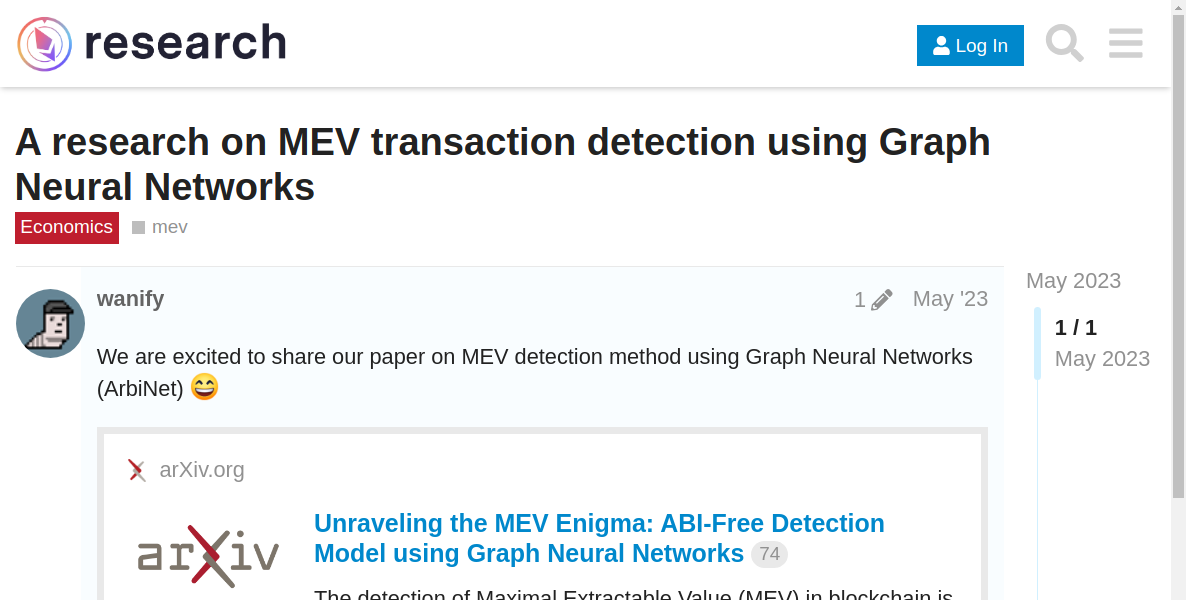 research
Log In
A research on MEV transaction detection using Graph
Neural Networks
Economics mev
May 2023
wanify 1 May '23
1 / 1
May 2023
We are excited to share our paper on MEV detection method using Graph Neural Networks
(ArbiNet)
arXiv.org
arXiv
Unraveling the MEV Enigma: ABI-Free Detection
Model using Graph Neural Networks 74
The detection of Maximal Extractable Value (MEV) in blockchain is